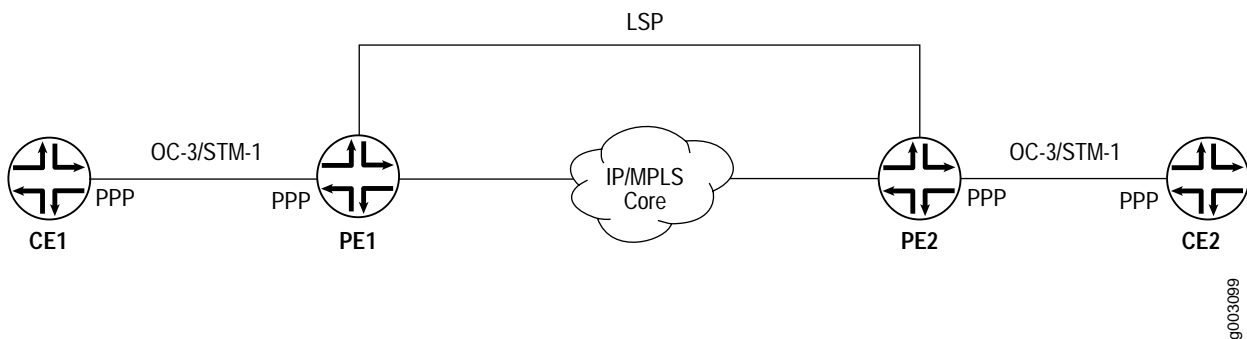 LSP
OC-3/STM-1
OC-3/STM-1
IP/MPLS
Core
PPP
PPP
PPP
PPP
CE1
PE1
PE2
CE2
g003099